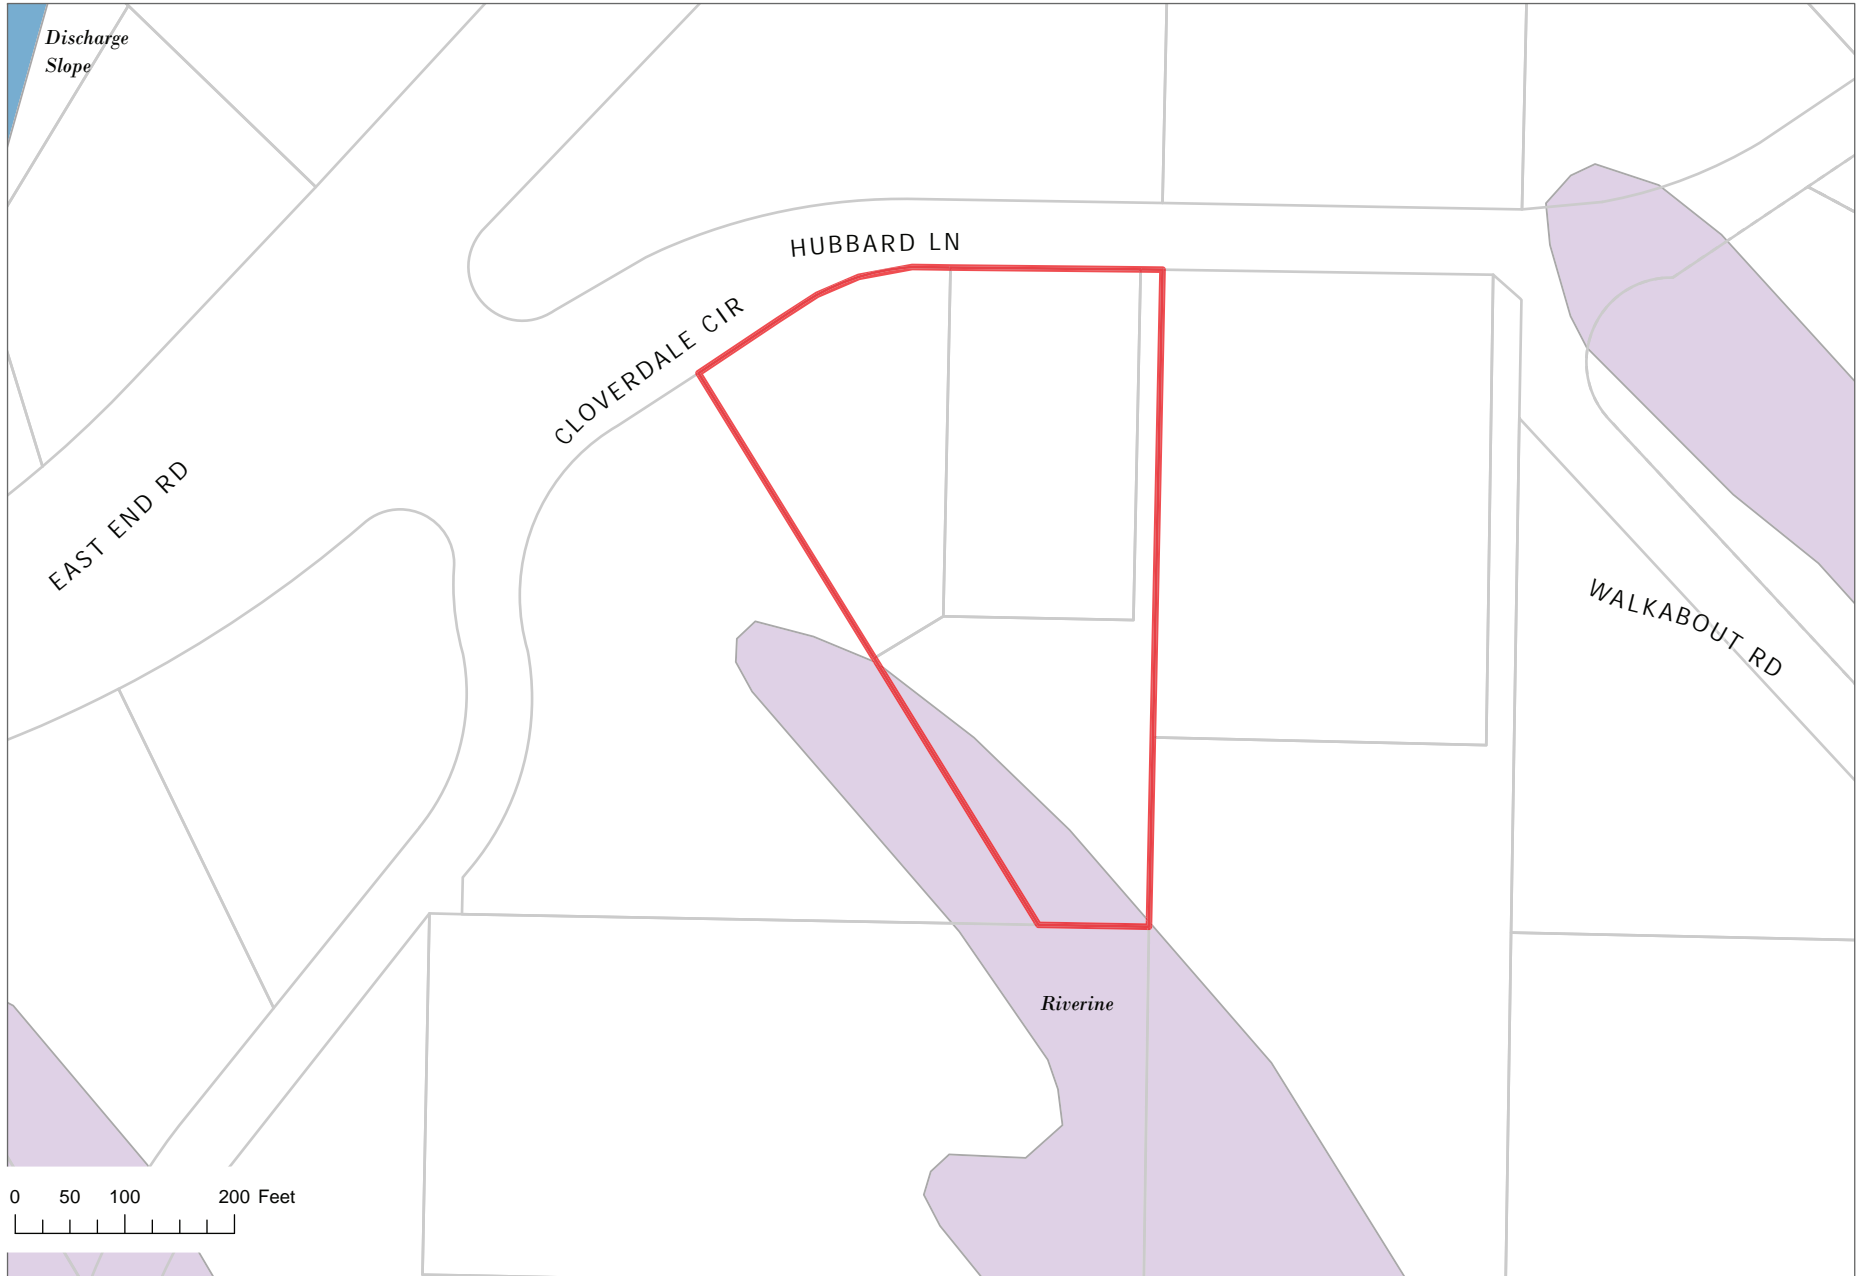 Discharge
Slope
HUBBARD LN
CLOVERDALE CIR
EAST END RD
WALKABOUT RD
Riverine
0 50 100 200 Feet